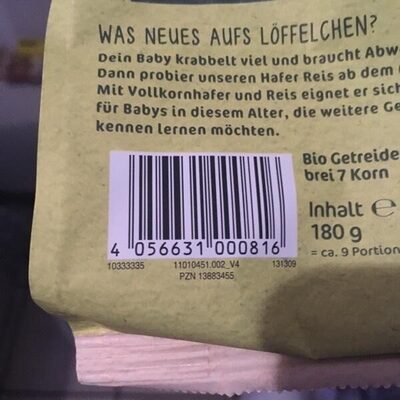 WAS NEUES AUFS LÖFFELCHEN?
Dein Baby krabbelt viel und braucht Abw
Dann probier unseren Hafer Reis ab dem
Mit Vollkornhafer und Reis eignet er sich
für Babys in diesem Alter, die weitere Ge
kennen lernen möchten.
Bio Getreide
brei 7 Korn
Inhalt ℮
180 g
= ca. 9 Portion
4 056631 000816
10333335 11010451.002_V4 131309
PZN 13883455